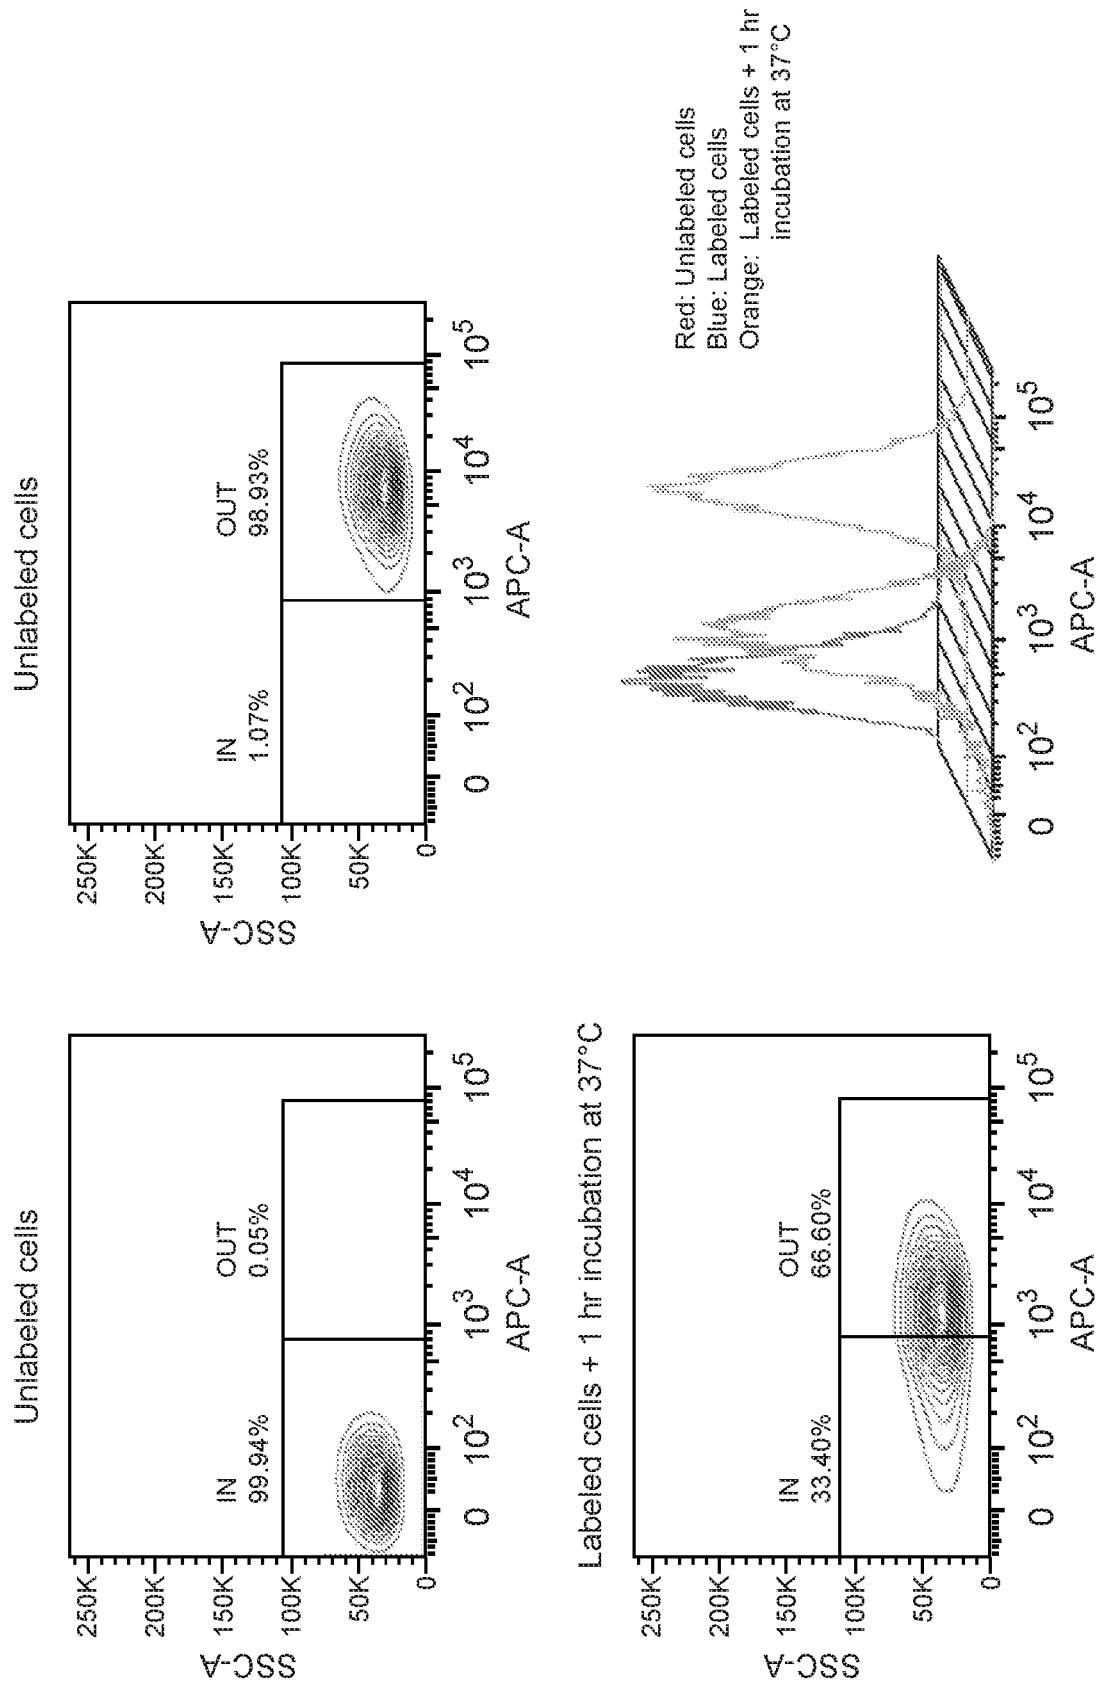 Unlabeled cells
250K
200K
150K
100K
50K
0
SSC-A
IN
99.94%
OUT
0.05%
0
10²
10³
10⁴
10⁵
APC-A
Unlabeled cells
250K
200K
150K
100K
50K
0
SSC-A
IN
1.07%
OUT
98.93%
0
10²
10³
10⁴
10⁵
APC-A
Labeled cells + 1 hr incubation at 37°C
250K
200K
150K
100K
50K
0
SSC-A
IN
33.40%
OUT
66.60%
0
10²
10³
10⁴
10⁵
APC-A
Red: Unlabeled cells
Blue: Labeled cells
Orange: Labeled cells + 1 hr
incubation at 37°C
0
10²
10³
10⁴
10⁵
APC-A